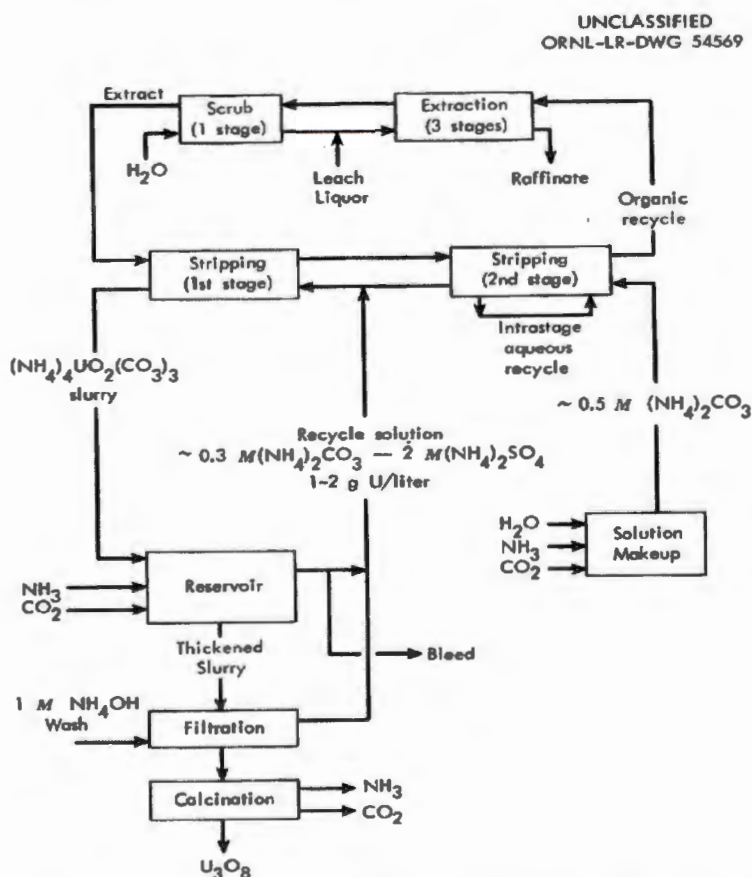 UNCLASSIFIED
ORNL-LR-DWG 54569
Extract
Scrub
(1 stage)
Extraction
(3 stages)
H2O
Leach
Liquor
Raffinate
Organic
recycle
Stripping
(1st stage)
Stripping
(2nd stage)
Intrastage
aqueous
recycle
(NH4)4UO2(CO3)3
slurry
~ 0.5 M (NH4)2CO3
Recycle solution
~ 0.3 M(NH4)2CO3 — 2 M(NH4)2SO4
1-2 g U/liter
H2O
NH3
CO2
Solution
Makeup
Reservoir
NH3
CO2
Thickened
Slurry
Bleed
1 M NH4OH
Wash
Filtration
Calcination
NH3
CO2
U3O8